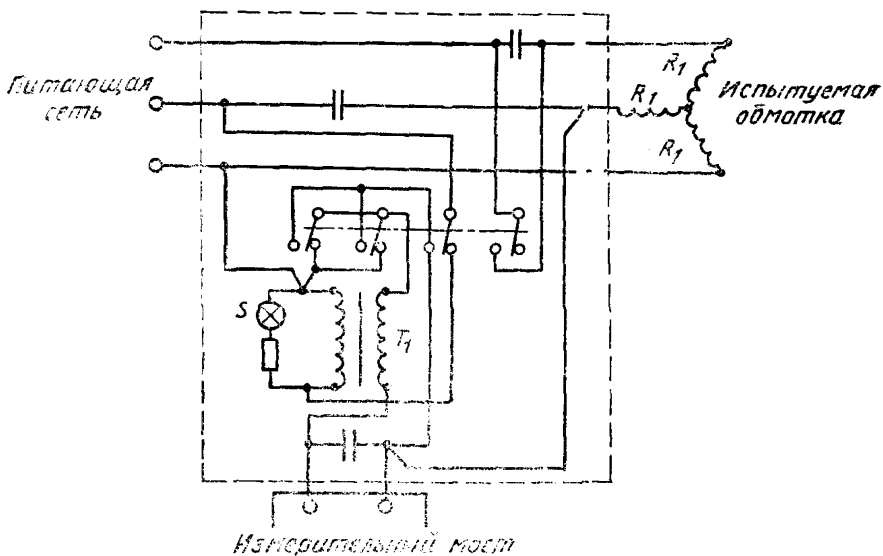 Питающая
сеть
R1
R1
R1
Испытуемая
обмотка
S
T1
Измерительный мост